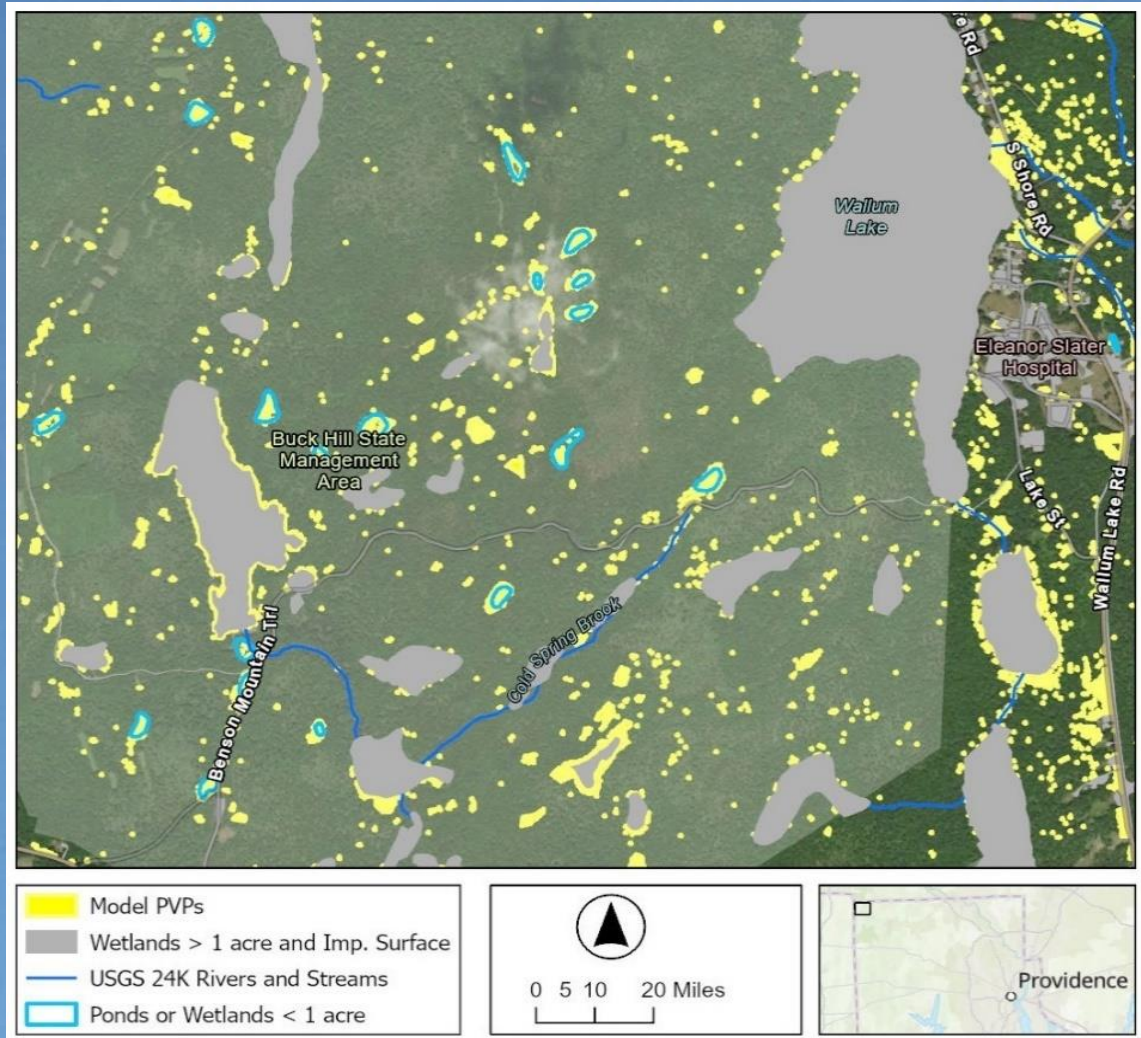 ke Rd
S Shore Rd
Wallum
Lake
Eleanor Slater
Hospital
Buck Hill State
Management
Area
Lake St
Wallum Lake Rd
Cold Spring Brook
Benson Mountain Trl
Model PVPs
Wetlands > 1 acre and Imp. Surface
USGS 24K Rivers and Streams
Ponds or Wetlands < 1 acre
0 5 10 20 Miles
Providence